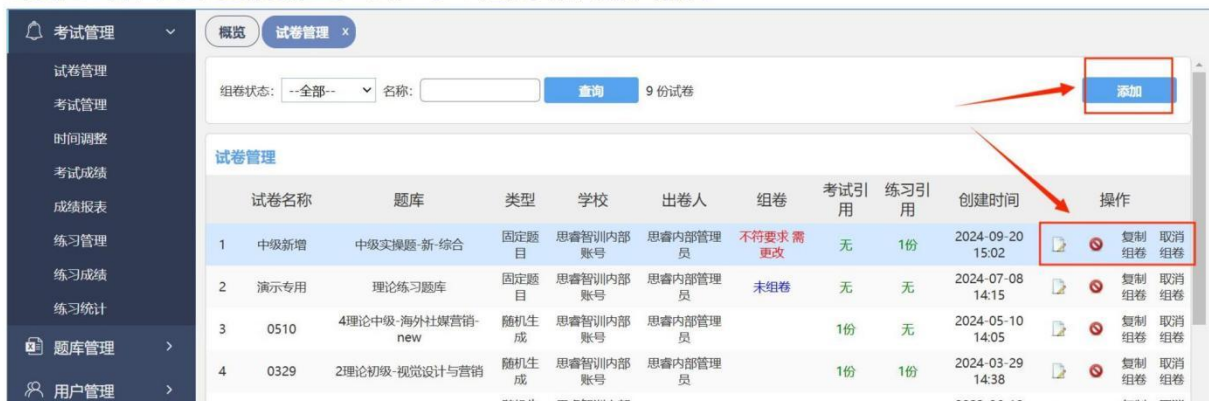 考试管理
试卷管理
考试管理
时间调整
考试成绩
成绩报表
练习管理
练习成绩
练习统计
题库管理
用户管理
概览 试卷管理 x
组卷状态: --全部-- 名称: 查询 9 份试卷 添加
试卷管理
试卷名称 题库 类型 学校 出卷人 组卷 考试引用 练习引用 创建时间 操作
1 中级新增 中级实操题-新-综合 固定题目 思睿智训内部账号 思睿内部管理员 不符要求 需更改 无 1份 2024-09-20 15:02 复制组卷 取消组卷
2 演示专用 理论练习题库 固定题目 思睿智训内部账号 思睿内部管理员 未组卷 无 无 2024-07-08 14:15 复制组卷 取消组卷
3 0510 4理论中级-海外社媒营销-new 随机生成 思睿智训内部账号 思睿内部管理员 1份 无 2024-05-10 14:05 复制组卷 取消组卷
4 0329 2理论初级-视觉设计与营销 随机生成 思睿智训内部账号 思睿内部管理员 1份 1份 2024-03-29 14:38 复制组卷 取消组卷